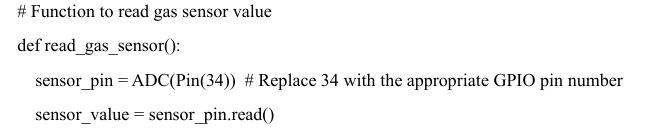 # Function to read gas sensor value
def read_gas_sensor():
sensor_pin = ADC(Pin(34))  # Replace 34 with the appropriate GPIO pin number
sensor_value = sensor_pin.read()